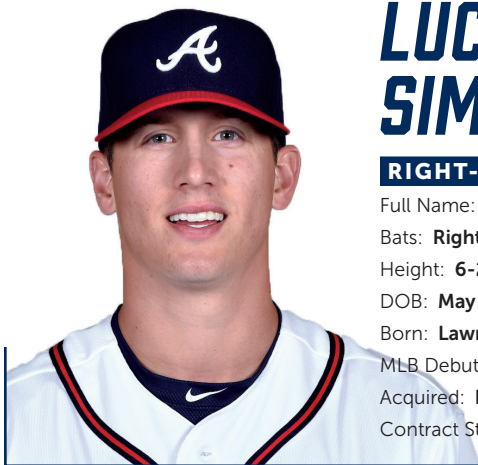 A
LUC
SIM
RIGHT-
Full Name:
Bats: Right
Height: 6-
DOB: May
Born: Lawr
MLB Debut
Acquired:
Contract St